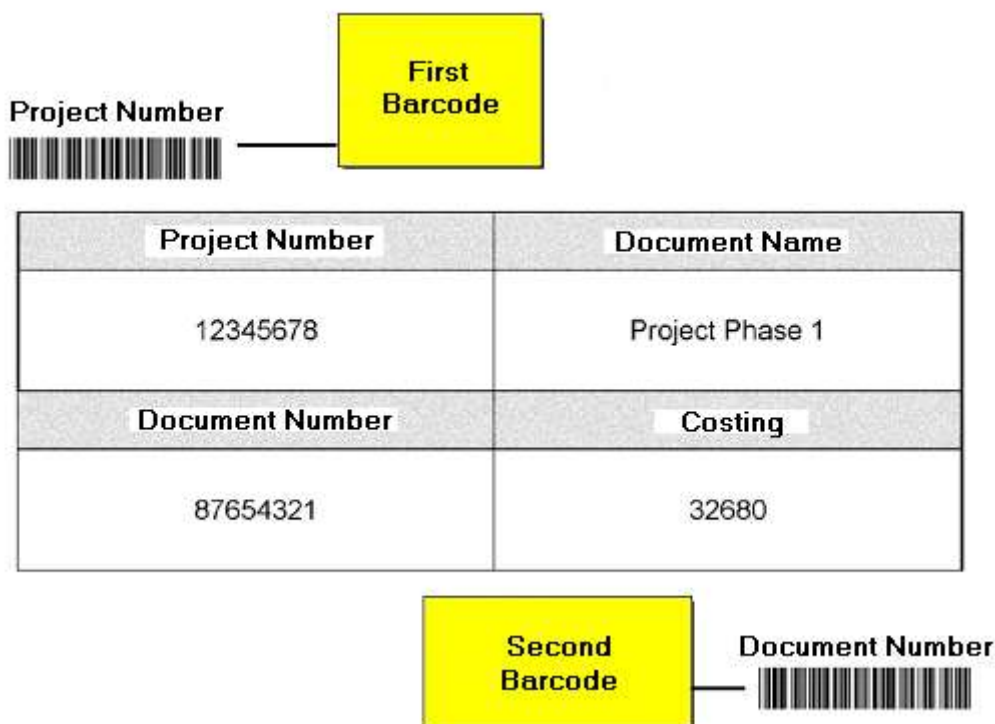 First
Barcode
Project Number
Project Number Document Name
12345678 Project Phase 1
Document Number Costing
87654321 32680
Second
Barcode
Document Number